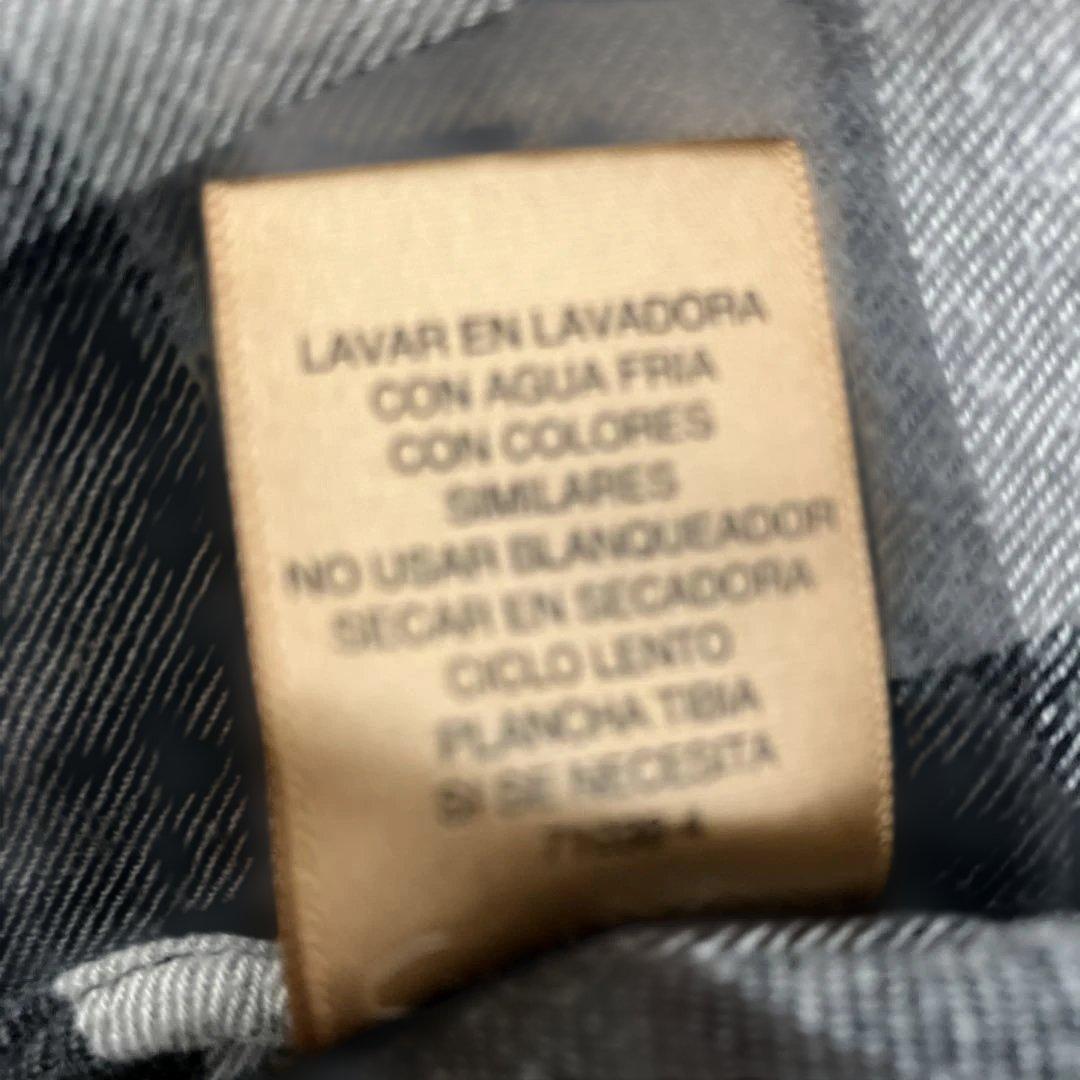 LAVAR EN LAVADORA
CON AGUA FRIA
CON COLORES
SIMILARES
NO USAR BLANQUEADOR
SECAR EN SECADORA
CICLO LENTO
PLANCHA TIBIA
SI SE NECESITA